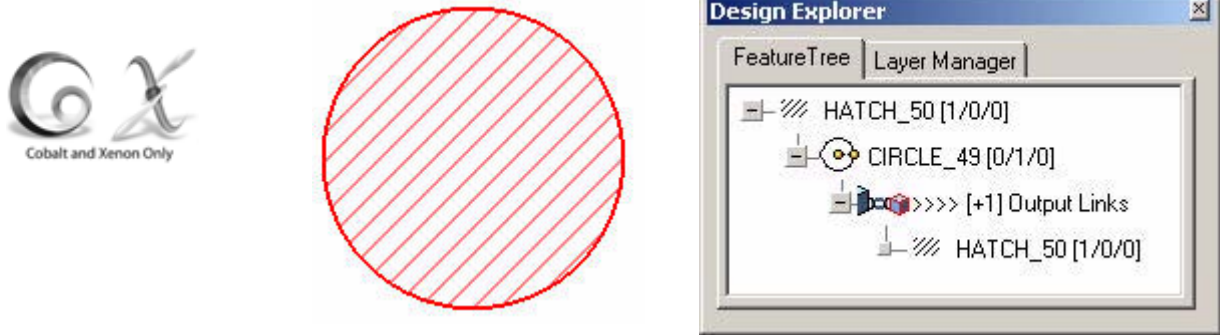 Cobalt and Xenon Only
Design Explorer
FeatureTree Layer Manager
HATCH_50 [1/0/0]
CIRCLE_49 [0/1/0]
>>>> [+1] Output Links
HATCH_50 [1/0/0]